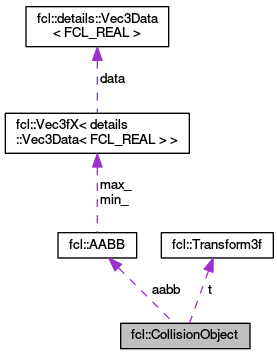 fcl::details::Vec3Data
< FCL_REAL >
data
fcl::Vec3fX< details
::Vec3Data< FCL_REAL > >
max_
min_
fcl::AABB
fcl::Transform3f
aabb
t
fcl::CollisionObject